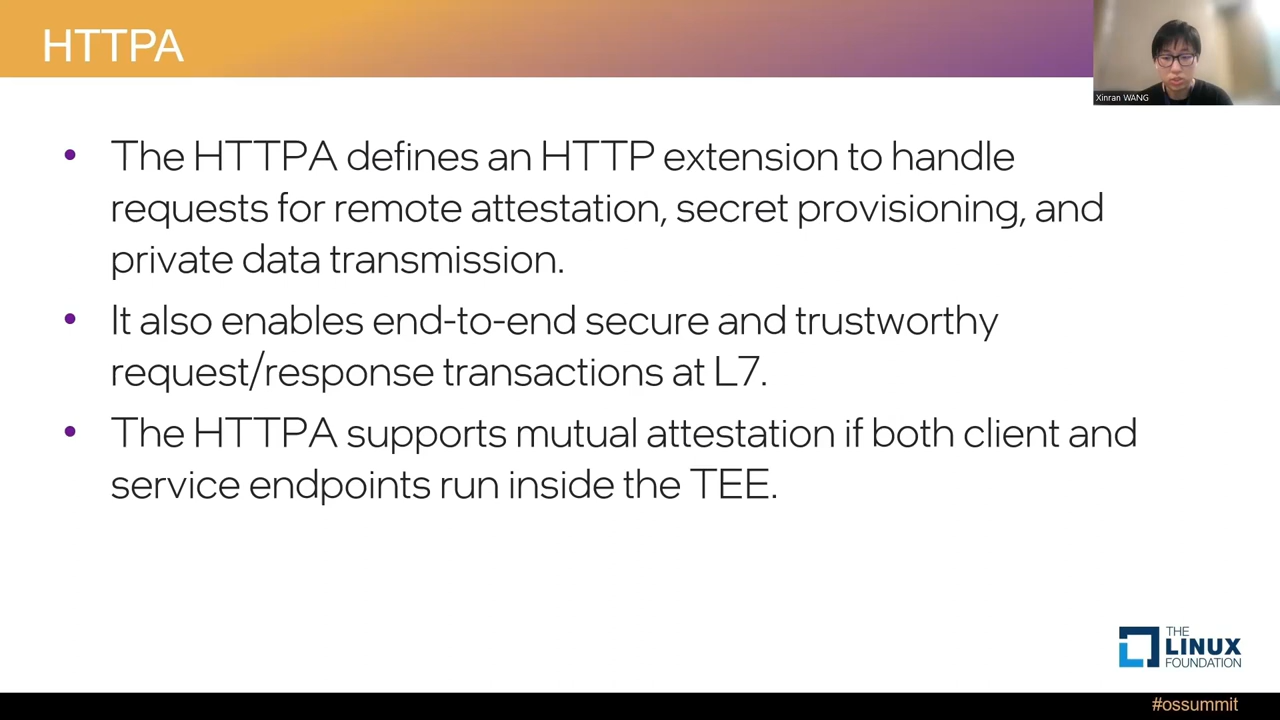 HTTPA
Xinran WANG
• The HTTPA defines an HTTP extension to handle
requests for remote attestation, secret provisioning, and
private data transmission.
• It also enables end-to-end secure and trustworthy
request/response transactions at L7.
• The HTTPA supports mutual attestation if both client and
service endpoints run inside the TEE.
THE
LINUX
FOUNDATION
#ossummit